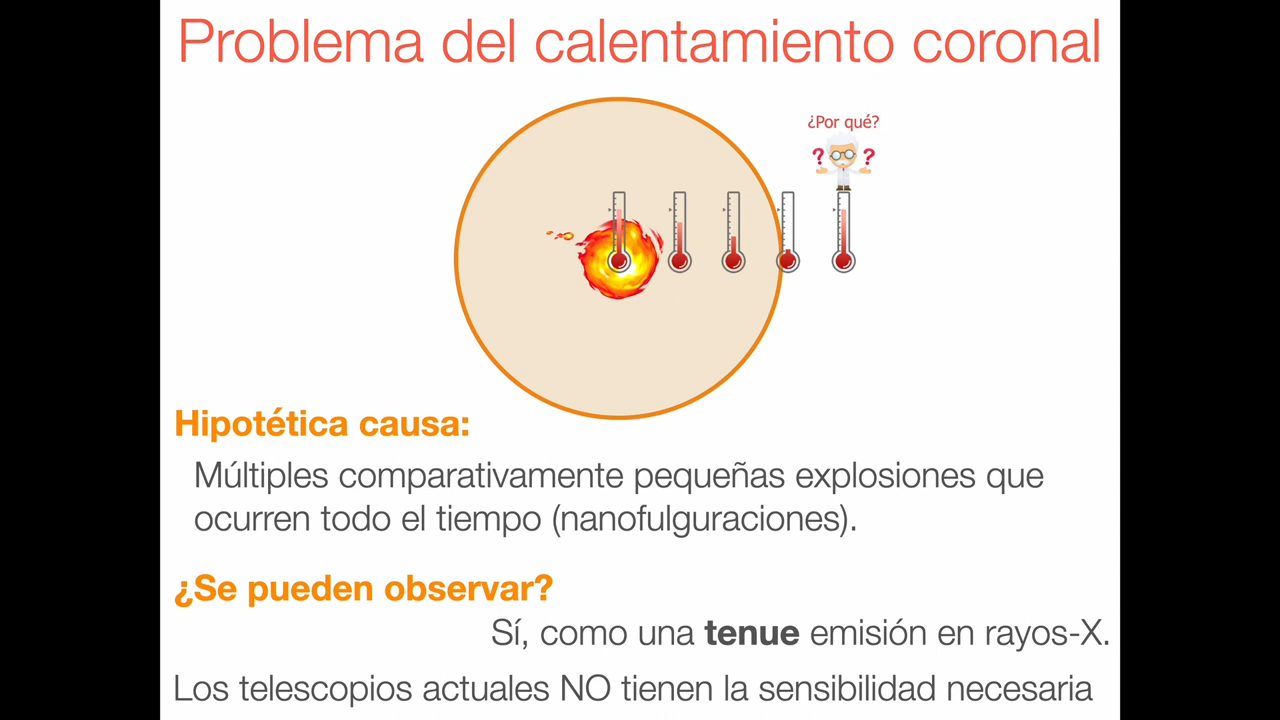 Problema del calentamiento coronal
¿Por qué?
? ?
Hipotética causa:
Múltiples comparativamente pequeñas explosiones que
ocurren todo el tiempo (nanofulguraciones).
¿Se pueden observar?
Sí, como una tenue emisión en rayos-X.
Los telescopios actuales NO tienen la sensibilidad necesaria